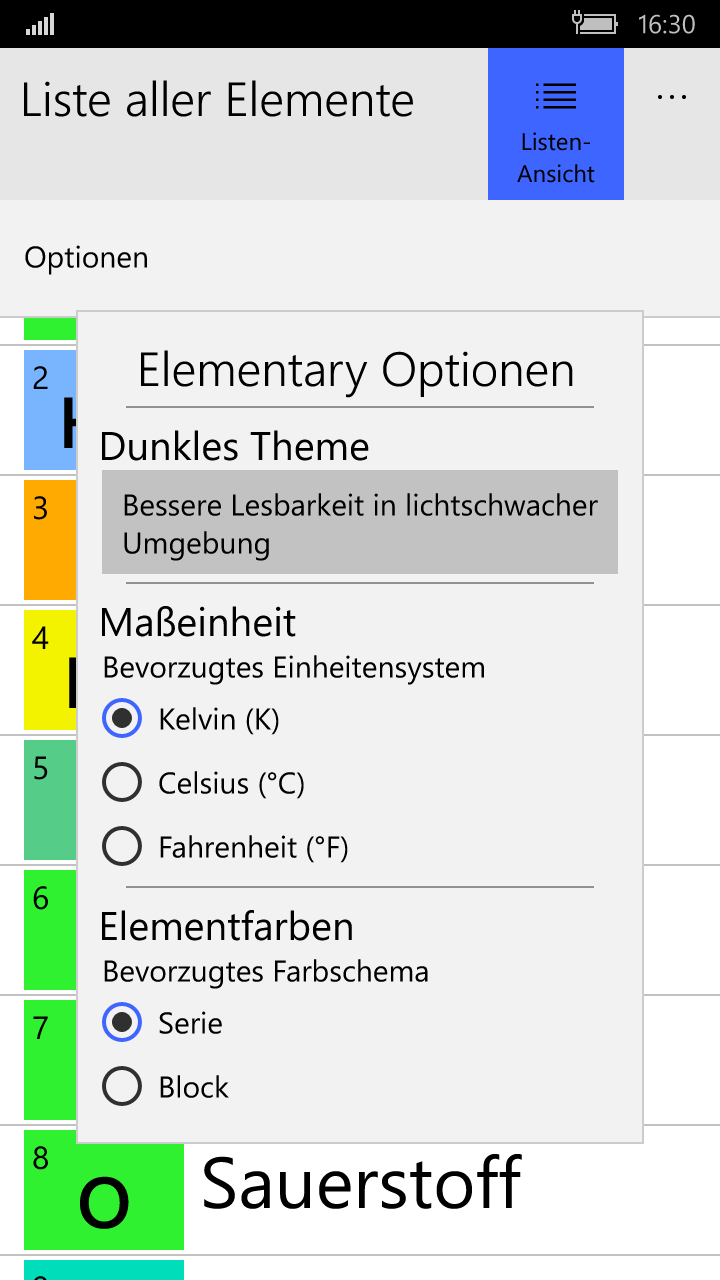 16:30
Liste aller Elemente
Listen-
Ansicht
...
Optionen
Elementary Optionen
Dunkles Theme
Bessere Lesbarkeit in lichtschwacher
Umgebung
Maßeinheit
Bevorzugtes Einheitensystem
Kelvin (K)
Celsius (°C)
Fahrenheit (°F)
Elementfarben
Bevorzugtes Farbschema
Serie
Block
2
3
4
5
6
7
8
O
Sauerstoff